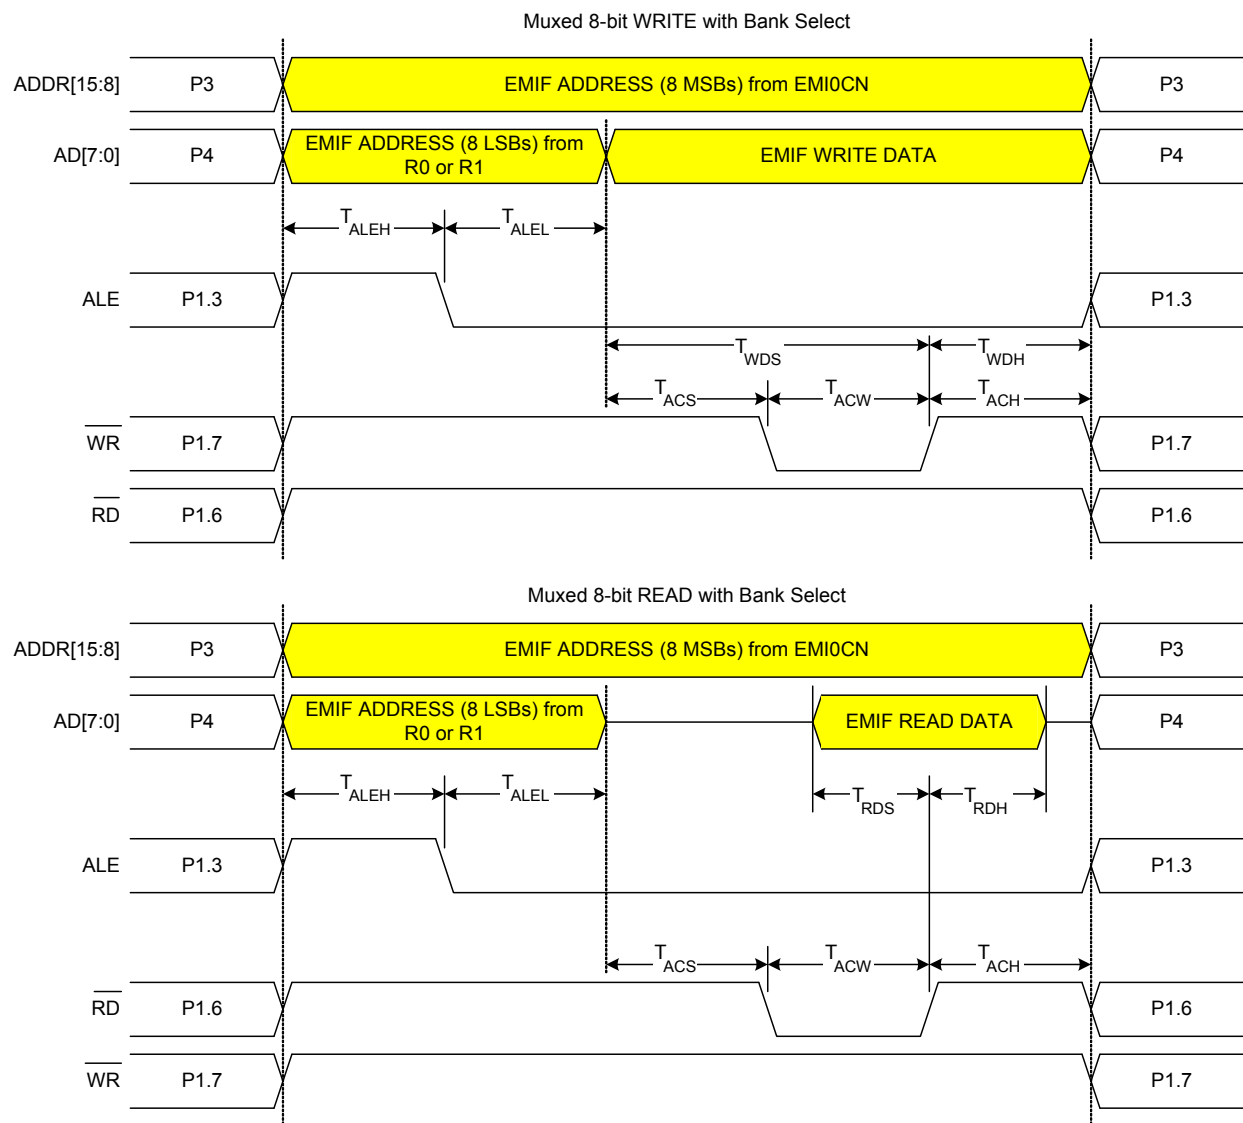 Muxed 8-bit WRITE with Bank Select
ADDR[15:8] P3 EMIF ADDRESS (8 MSBs) from EMI0CN P3
AD[7:0] P4 EMIF ADDRESS (8 LSBs) from R0 or R1 EMIF WRITE DATA P4
TALEH TALEL
ALE P1.3 P1.3
TWDS TWDH
TACS TACW TACH
WR P1.7 P1.7
RD P1.6 P1.6
Muxed 8-bit READ with Bank Select
ADDR[15:8] P3 EMIF ADDRESS (8 MSBs) from EMI0CN P3
AD[7:0] P4 EMIF ADDRESS (8 LSBs) from R0 or R1 EMIF READ DATA P4
TALEH TALEL TRDS TRDH
ALE P1.3 P1.3
TACS TACW TACH
RD P1.6 P1.6
WR P1.7 P1.7